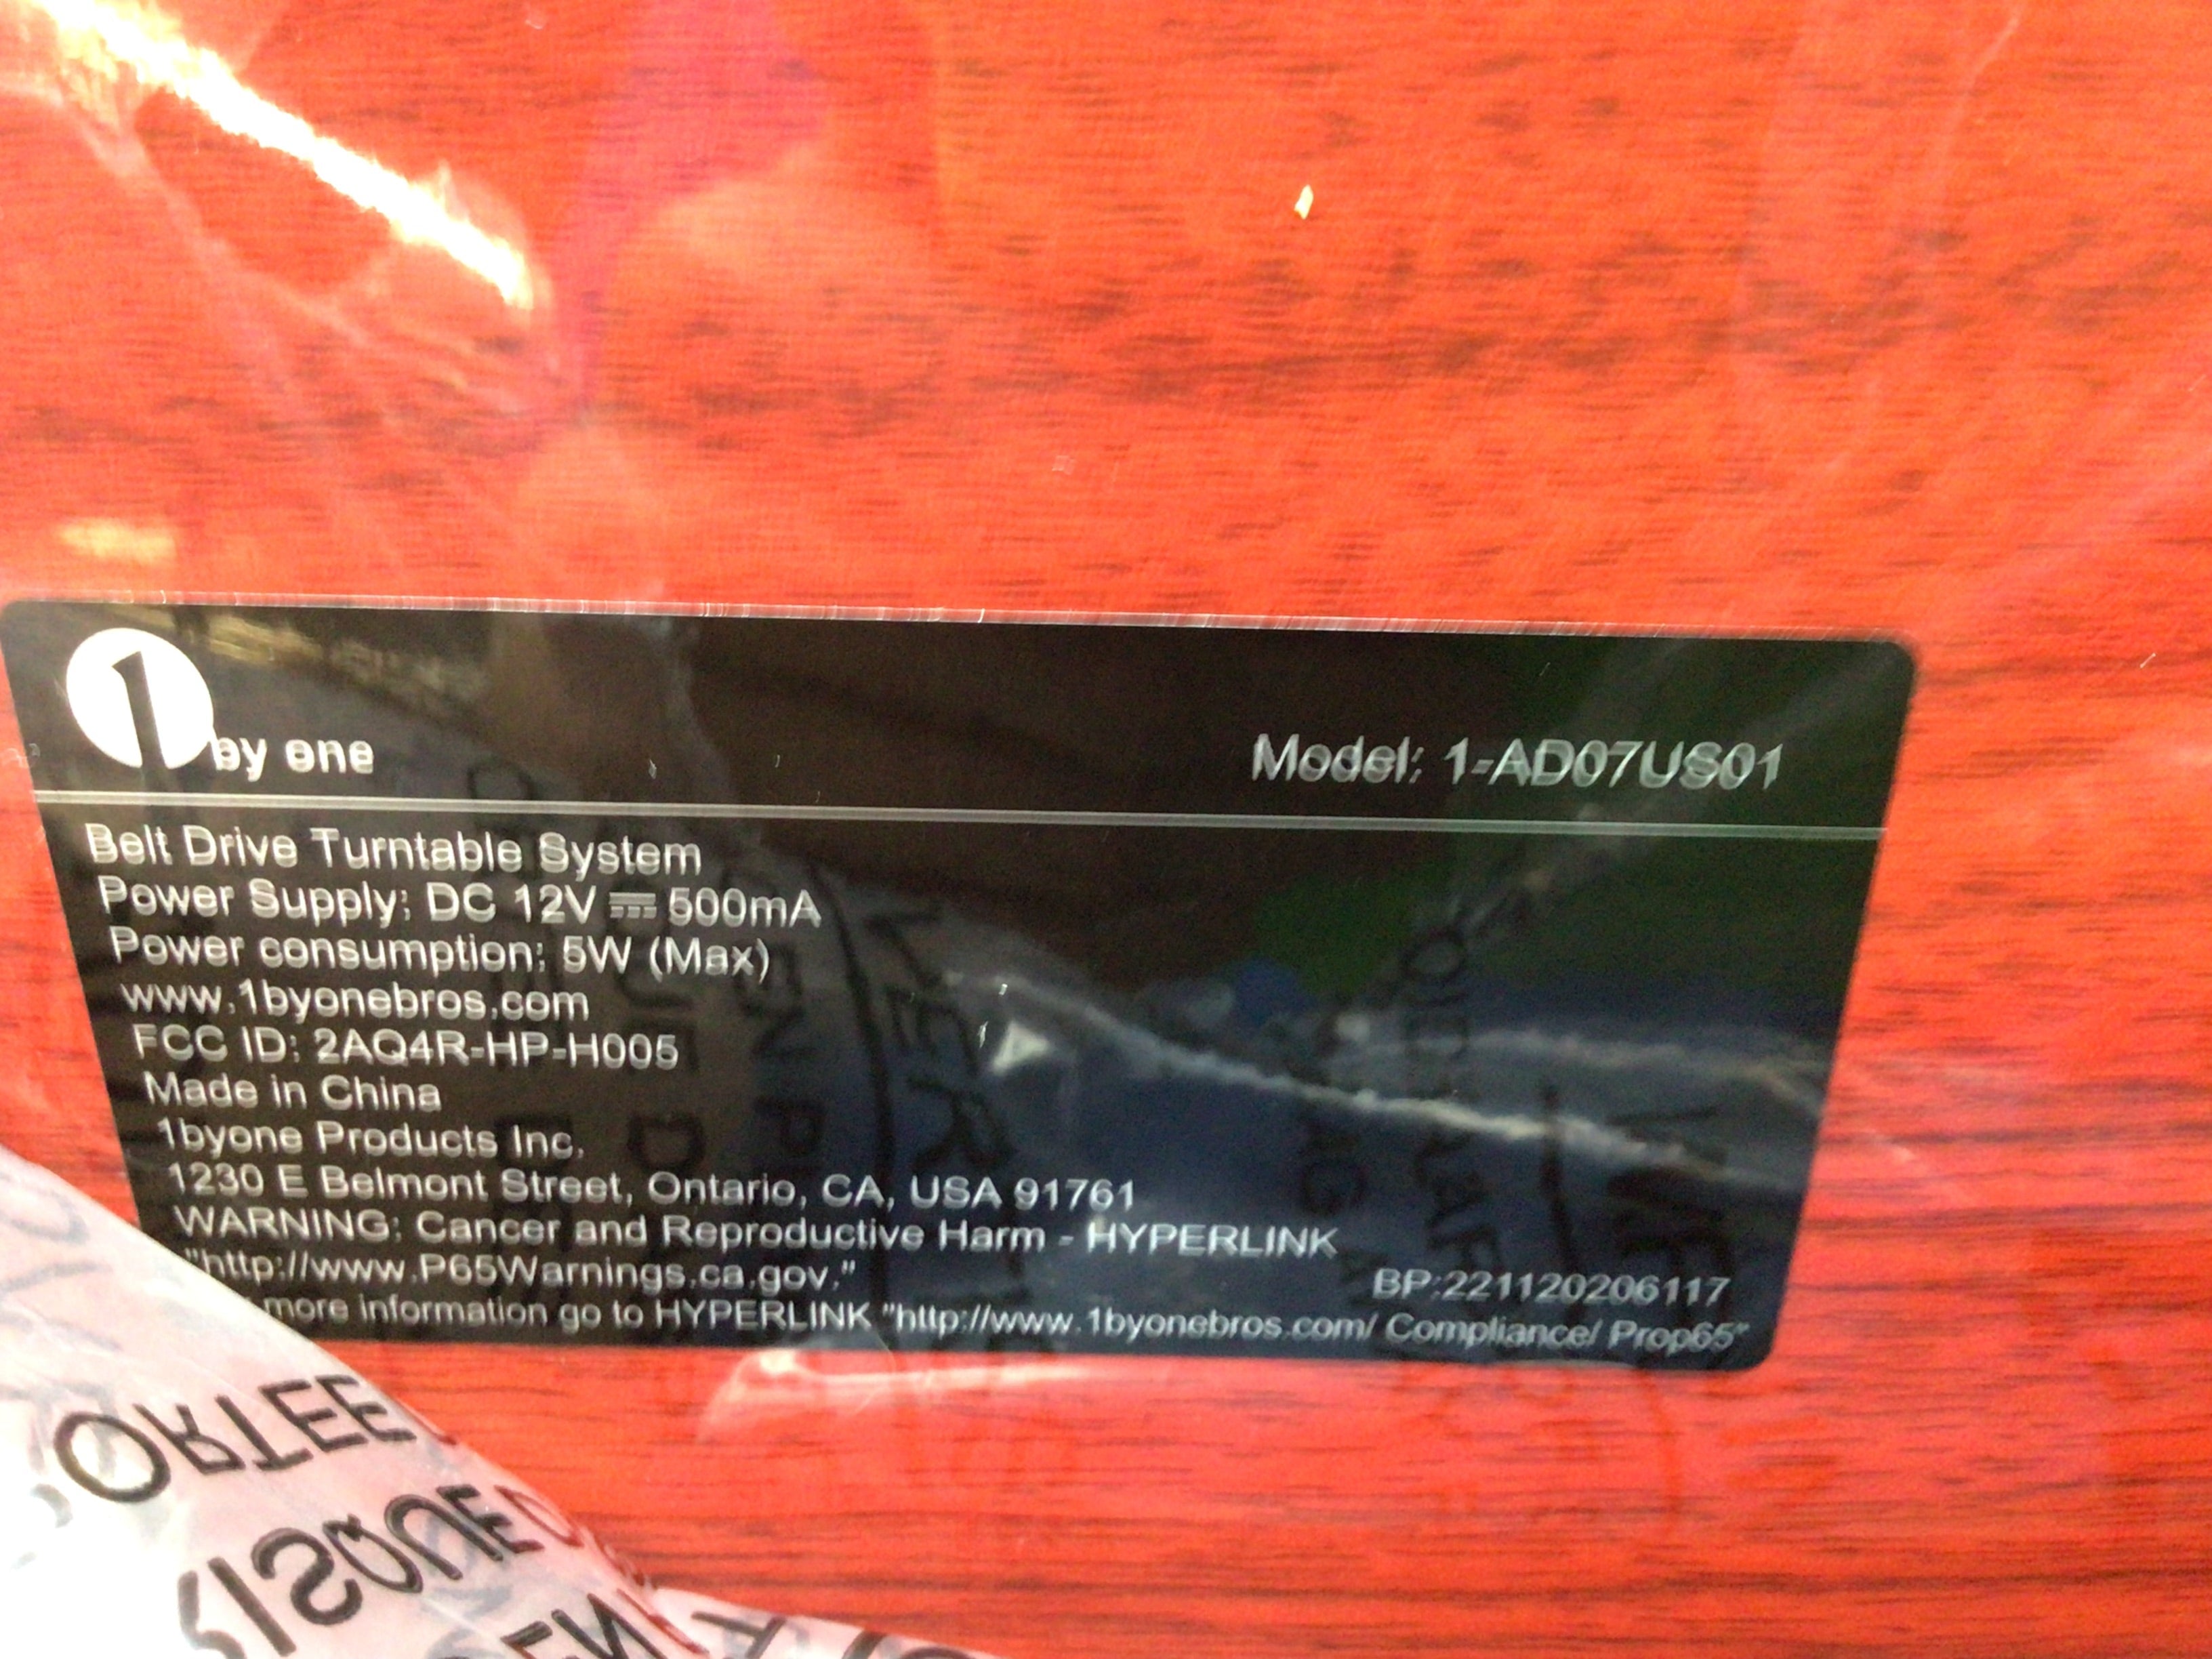 1 by one
Model: 1-AD07US01
Belt Drive Turntable System
Power Supply: DC 12V ⎓ 500mA
Power consumption: 5W (Max)
www.1byonebros.com
FCC ID: 2AQ4R-HP-H005
Made in China
1byone Products Inc.
1230 E Belmont Street, Ontario, CA, USA 91761
WARNING: Cancer and Reproductive Harm - HYPERLINK
"http://www.P65Warnings.ca.gov."
BP:221120206117
more information go to HYPERLINK "http://www.1byonebros.com/ Compliance/ Prop65"
ORTEE
RISQUE